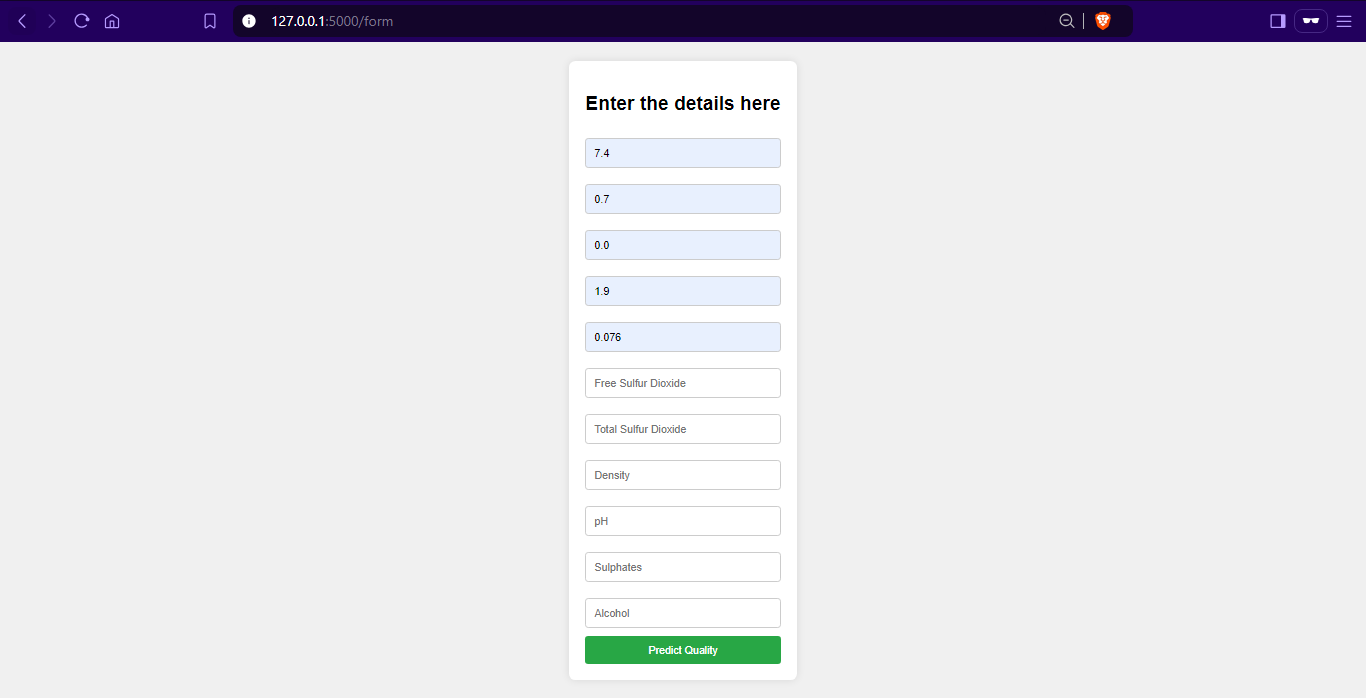 127.0.0.1:5000/form
Enter the details here
7.4
0.7
0.0
1.9
0.076
Free Sulfur Dioxide
Total Sulfur Dioxide
Density
pH
Sulphates
Alcohol
Predict Quality